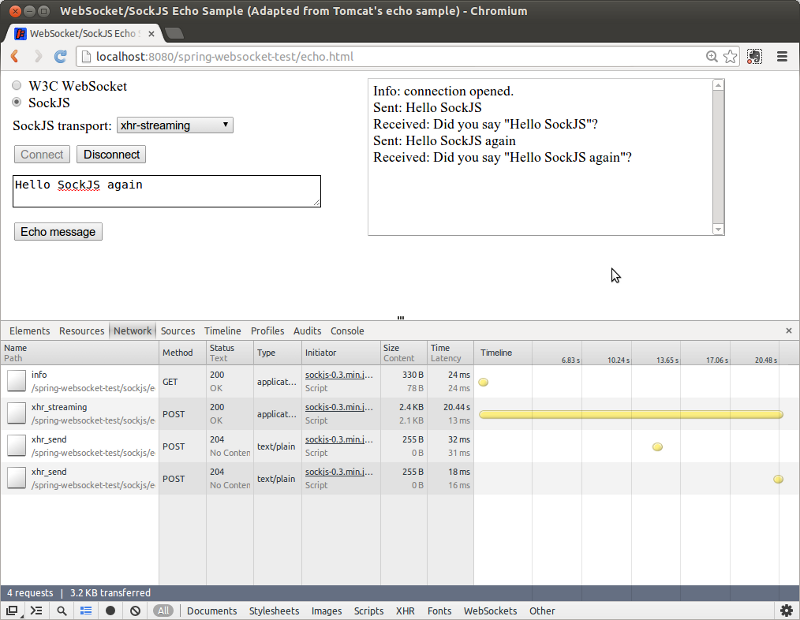 WebSocket/SockJS Echo Sample (Adapted from Tomcat's echo sample) - Chromium
WebSocket/SockJS Echo
localhost:8080/spring-websocket-test/echo.html
W3C WebSocket
SockJS
SockJS transport: xhr-streaming
Connect Disconnect
Hello SockJS again
Echo message
Info: connection opened.
Sent: Hello SockJS
Received: Did you say "Hello SockJS"?
Sent: Hello SockJS again
Received: Did you say "Hello SockJS again"?
Elements Resources Network Sources Timeline Profiles Audits Console
Name Method Status Type Initiator Size Time Timeline
Path Text Content Latency 6.83 s 10.24 s 13.65 s 17.06 s 20.48 s
info GET 200 applicat... sockjs-0.3.min.j... 330 B 24 ms
/spring-websocket-test/sockjs/e OK Script 78 B 24 ms
xhr_streaming POST 200 applicat... sockjs-0.3.min.j... 2.4 KB 20.44 s
/spring-websocket-test/sockjs/e OK Script 2.1 KB 13 ms
xhr_send POST 204 text/plain sockjs-0.3.min.j... 255 B 32 ms
/spring-websocket-test/sockjs/e No Conten Script 0 B 31 ms
xhr_send POST 204 text/plain sockjs-0.3.min.j... 255 B 18 ms
/spring-websocket-test/sockjs/e No Conten Script 0 B 16 ms
4 requests | 3.2 KB transferred
All Documents Stylesheets Images Scripts XHR Fonts WebSockets Other